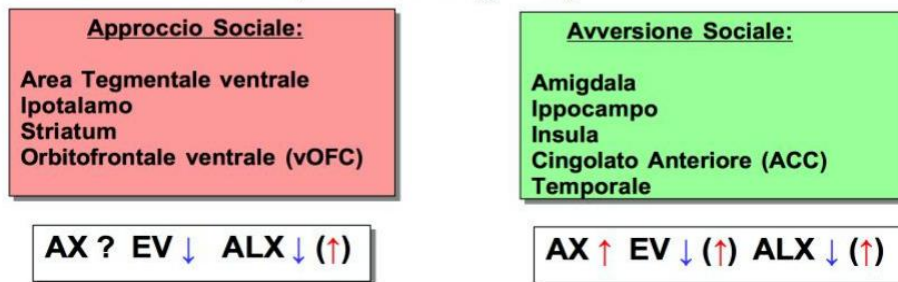 Approccio Sociale:
Area Tegmentale ventrale
Ipotalamo
Striatum
Orbitofrontale ventrale (vOFC)
AX ? EV ↓ ALX ↓ (↑)
Avversione Sociale:
Amigdala
Ippocampo
Insula
Cingolato Anteriore (ACC)
Temporale
AX ↑ EV ↓ (↑) ALX ↓ (↑)